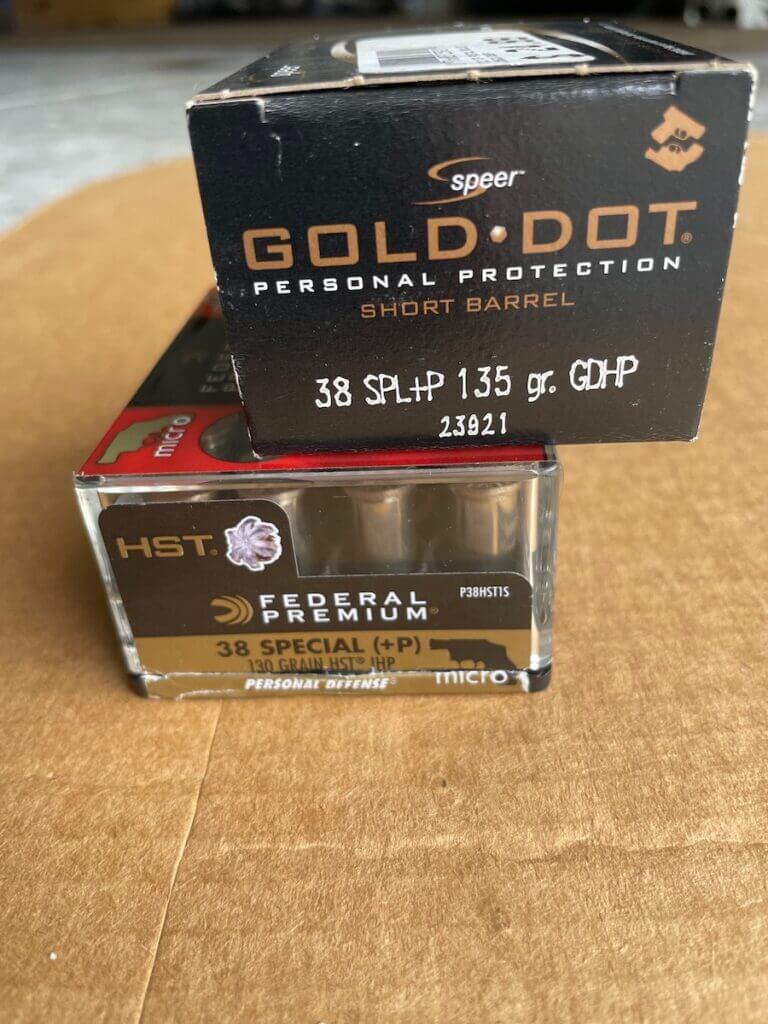 speer
GOLD DOT®
PERSONAL PROTECTION
SHORT BARREL
38 SPL+P 135 gr. GDHP
23921
micro
HST®
FEDERAL
PREMIUM®
P38HST1S
38 SPECIAL (+P)
130 GRAIN HST® JHP
PERSONAL DEFENSE®
micro